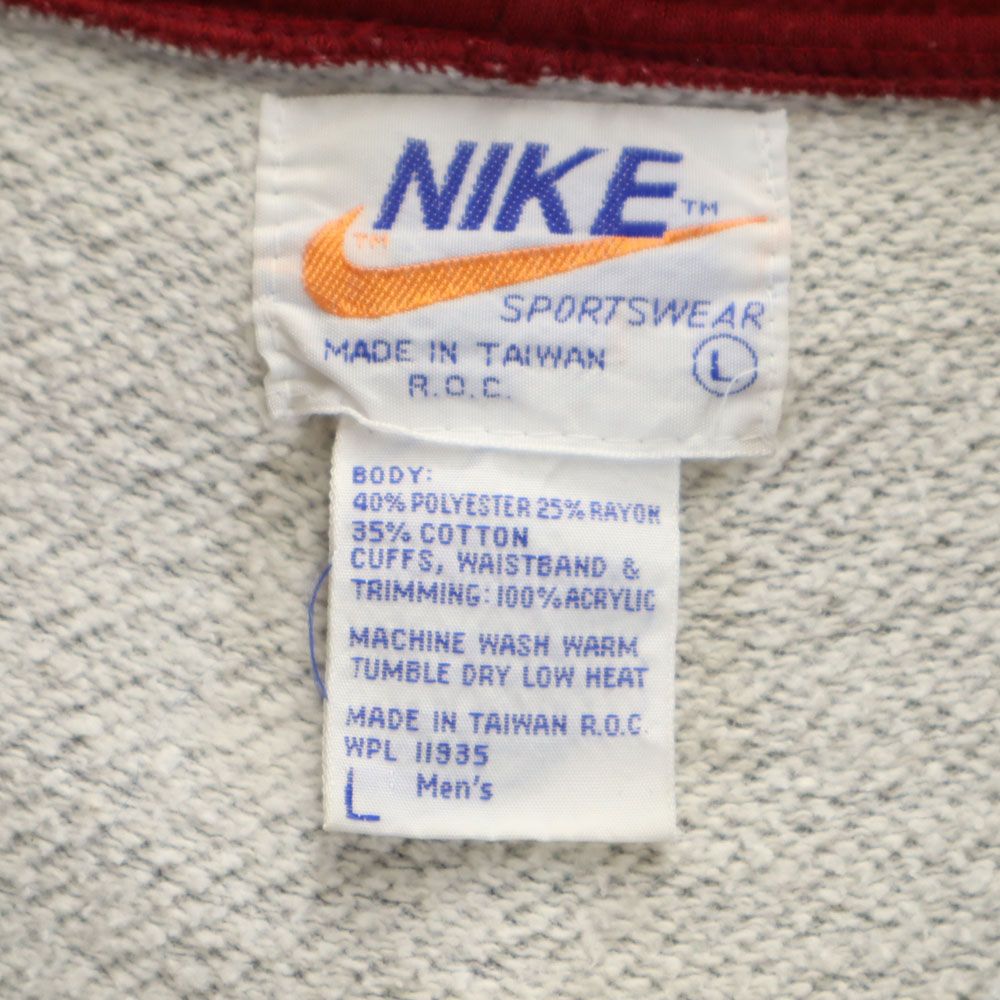 NIKE™
™
SPORTSWEAR
MADE IN TAIWAN
R.O.C.
L
BODY:
40% POLYESTER 25% RAYON
35% COTTON
CUFFS, WAISTBAND &
TRIMMING: 100% ACRYLIC
MACHINE WASH WARM
TUMBLE DRY LOW HEAT
MADE IN TAIWAN R.O.C.
WPL 11935
L Men's